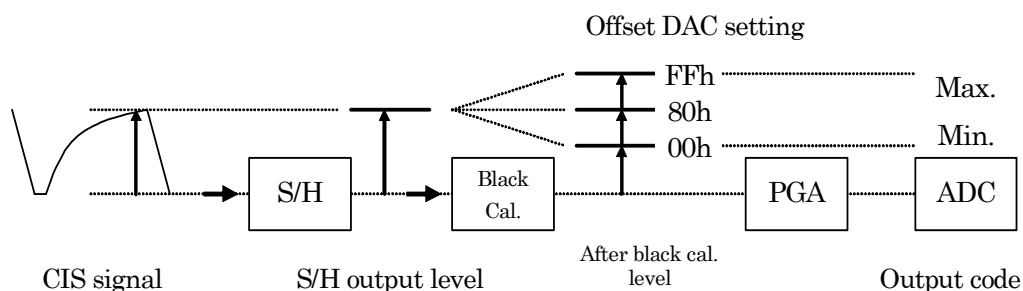 Offset DAC setting
FFh
Max.
80h
00h
Min.
S/H
Black
Cal.
PGA
ADC
CIS signal
S/H output level
After black cal.
level
Output code